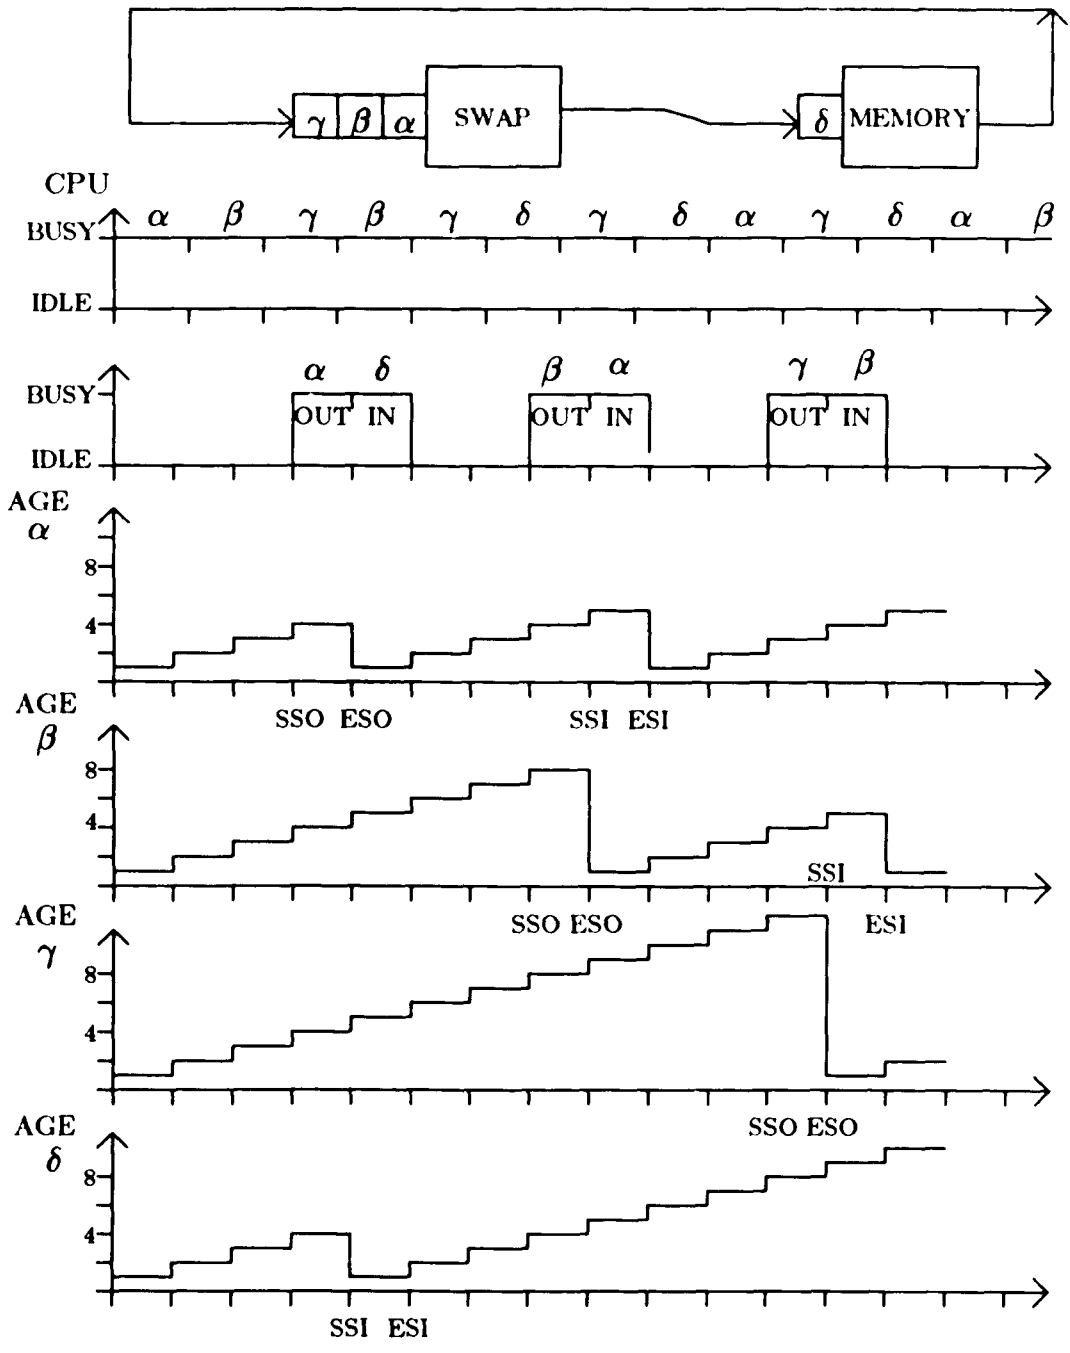 γ β α SWAP δ MEMORY
CPU
α β γ β γ δ γ δ α γ δ α β
BUSY
IDLE
α δ β α γ β
BUSY
OUT IN OUT IN OUT IN
IDLE
AGE
α
8
4
SSO ESO SSI ESI
AGE
β
8
4
SSI
SSO ESO ESI
AGE
γ
8
4
SSO ESO
AGE
δ
8
4
SSI ESI